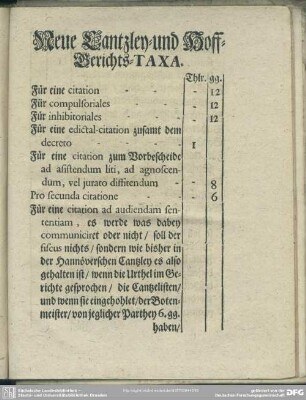 Neue Cantzley-und Hoff-
Gerichts-TAXA.
Thlr. gg.
Für eine citation - - - 12
Für compulsoriales - - - 12
Für inhibitoriales - - - 12
Für eine edictal-citation zusamt dem
decreto - - - 1
Für eine citation zum Vorbescheide
ad assistendum liti, ad agnoscen-
dum, vel jurato diffitendum - - 8
Pro secunda citatione - - 6
Für eine citation ad audiendam sen-
tentiam, es werde was dabey
communiciret oder nicht / soll der
fiscus nichts / sondern wie bisher in
der Hannöverschen Cantzley es also
gehalten ist / wenn die Urthel im Ge-
richte gesprochen / die Cantzelisten /
und wenn sie eingehohlet / der Boten-
meister / von jeglicher Parthey 6. gg.
haben /